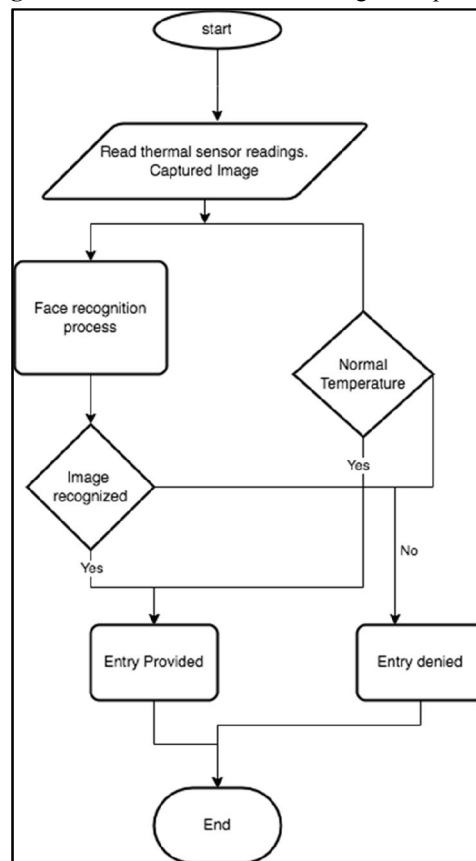 start
Read thermal sensor readings.
Captured Image
Face recognition
process
Normal
Temperature
Image
recognized
Yes
Yes
No
Entry Provided
Entry denied
End